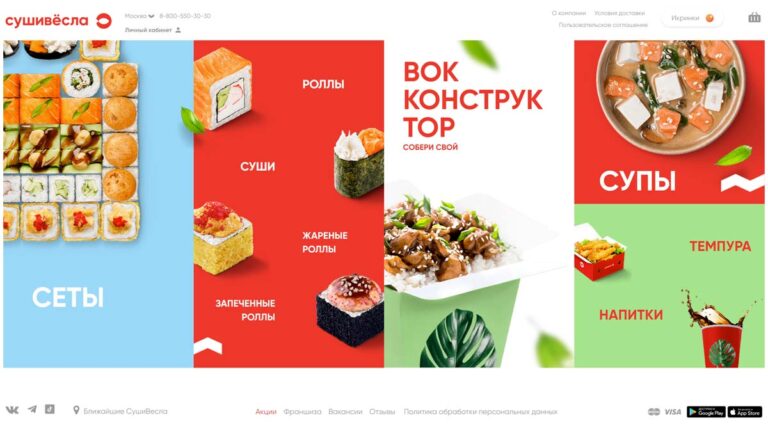 сушивёсла
Москва
8-800-550-30-30
Личный кабинет
О компании
Условия доставки
Пользовательское соглашение
Икринки
РОЛЛЫ
СУШИ
ЖАРЕНЫЕ
РОЛЛЫ
ЗАПЕЧЕННЫЕ
РОЛЛЫ
СЕТЫ
ВОК
КОНСТРУК
ТОР
СОБЕРИ СВОЙ
СУПЫ
ТЕМПУРА
НАПИТКИ
Ближайшие СушиВесла
Акции
Франшиза
Вакансии
Отзывы
Политика обработки персональных данных
VISA
Google Play
App Store